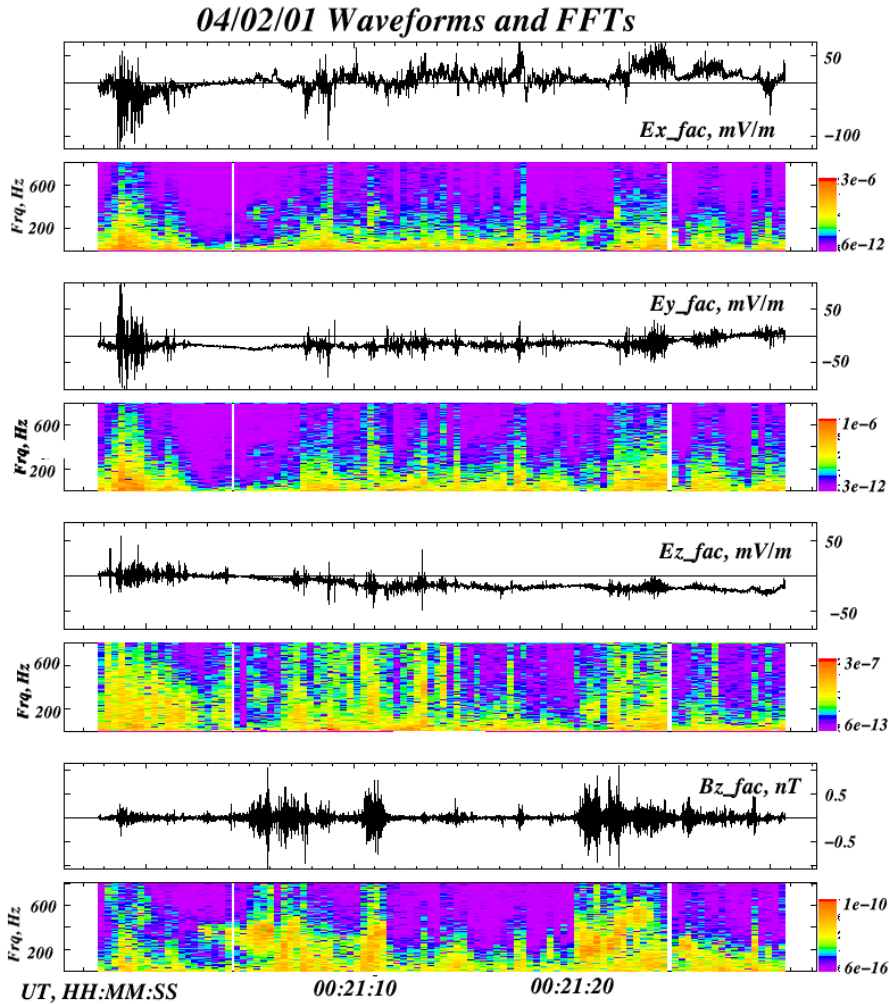 04/02/01 Waveforms and FFTs
50
Ex_fac, mV/m
-100
Frq, Hz
600
200
3e-6
6e-12
Ey_fac, mV/m
50
-50
Frq, Hz
600
200
1e-6
3e-12
50
Ez_fac, mV/m
-50
Frq, Hz
600
200
3e-7
6e-13
Bz_fac, nT
0.5
-0.5
Frq, Hz
600
200
1e-10
6e-16
UT, HH:MM:SS 00:21:10 00:21:20